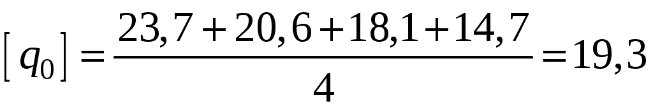 [q₀] = (23,7 + 20,6 + 18,1 + 14,7) / 4 = 19,3